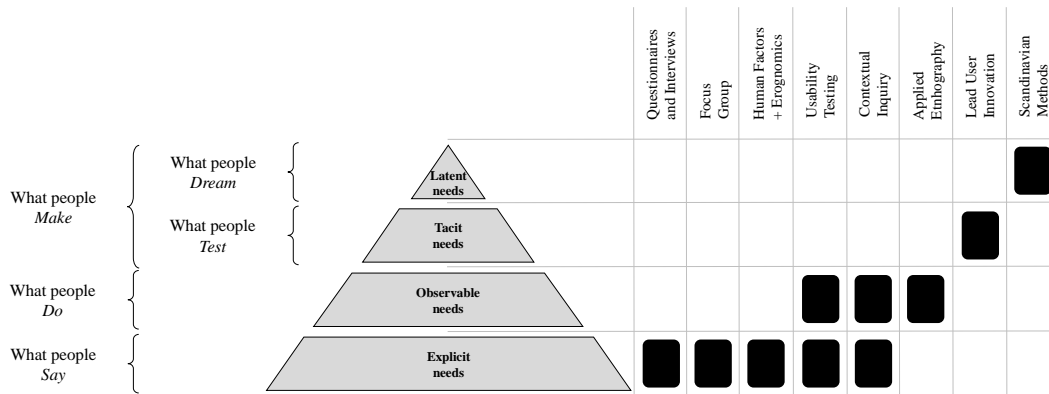 Questionnaires
and Interviews
Focus
Group
Human Factors
+ Erognomics
Usability
Testing
Contextual
Inquiry
Applied
Etnhography
Lead User
Innovation
Scandinavian
Methods
What people
Make
What people
Dream
Latent
needs
What people
Test
Tacit
needs
What people
Do
Observable
needs
What people
Say
Explicit
needs